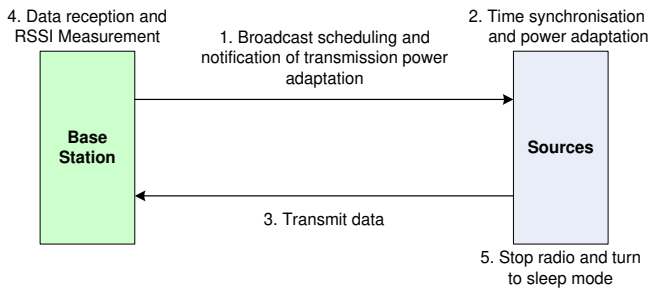 4. Data reception and
RSSI Measurement
1. Broadcast scheduling and
notification of transmission power
adaptation
2. Time synchronisation
and power adaptation
Base
Station
Sources
3. Transmit data
5. Stop radio and turn
to sleep mode